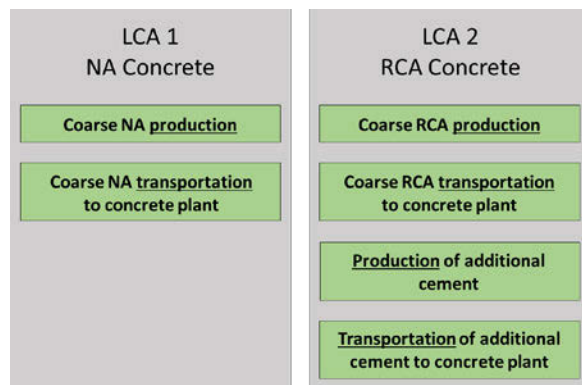 LCA 1
NA Concrete
Coarse NA production
Coarse NA transportation
to concrete plant
LCA 2
RCA Concrete
Coarse RCA production
Coarse RCA transportation
to concrete plant
Production of additional
cement
Transportation of additional
cement to concrete plant